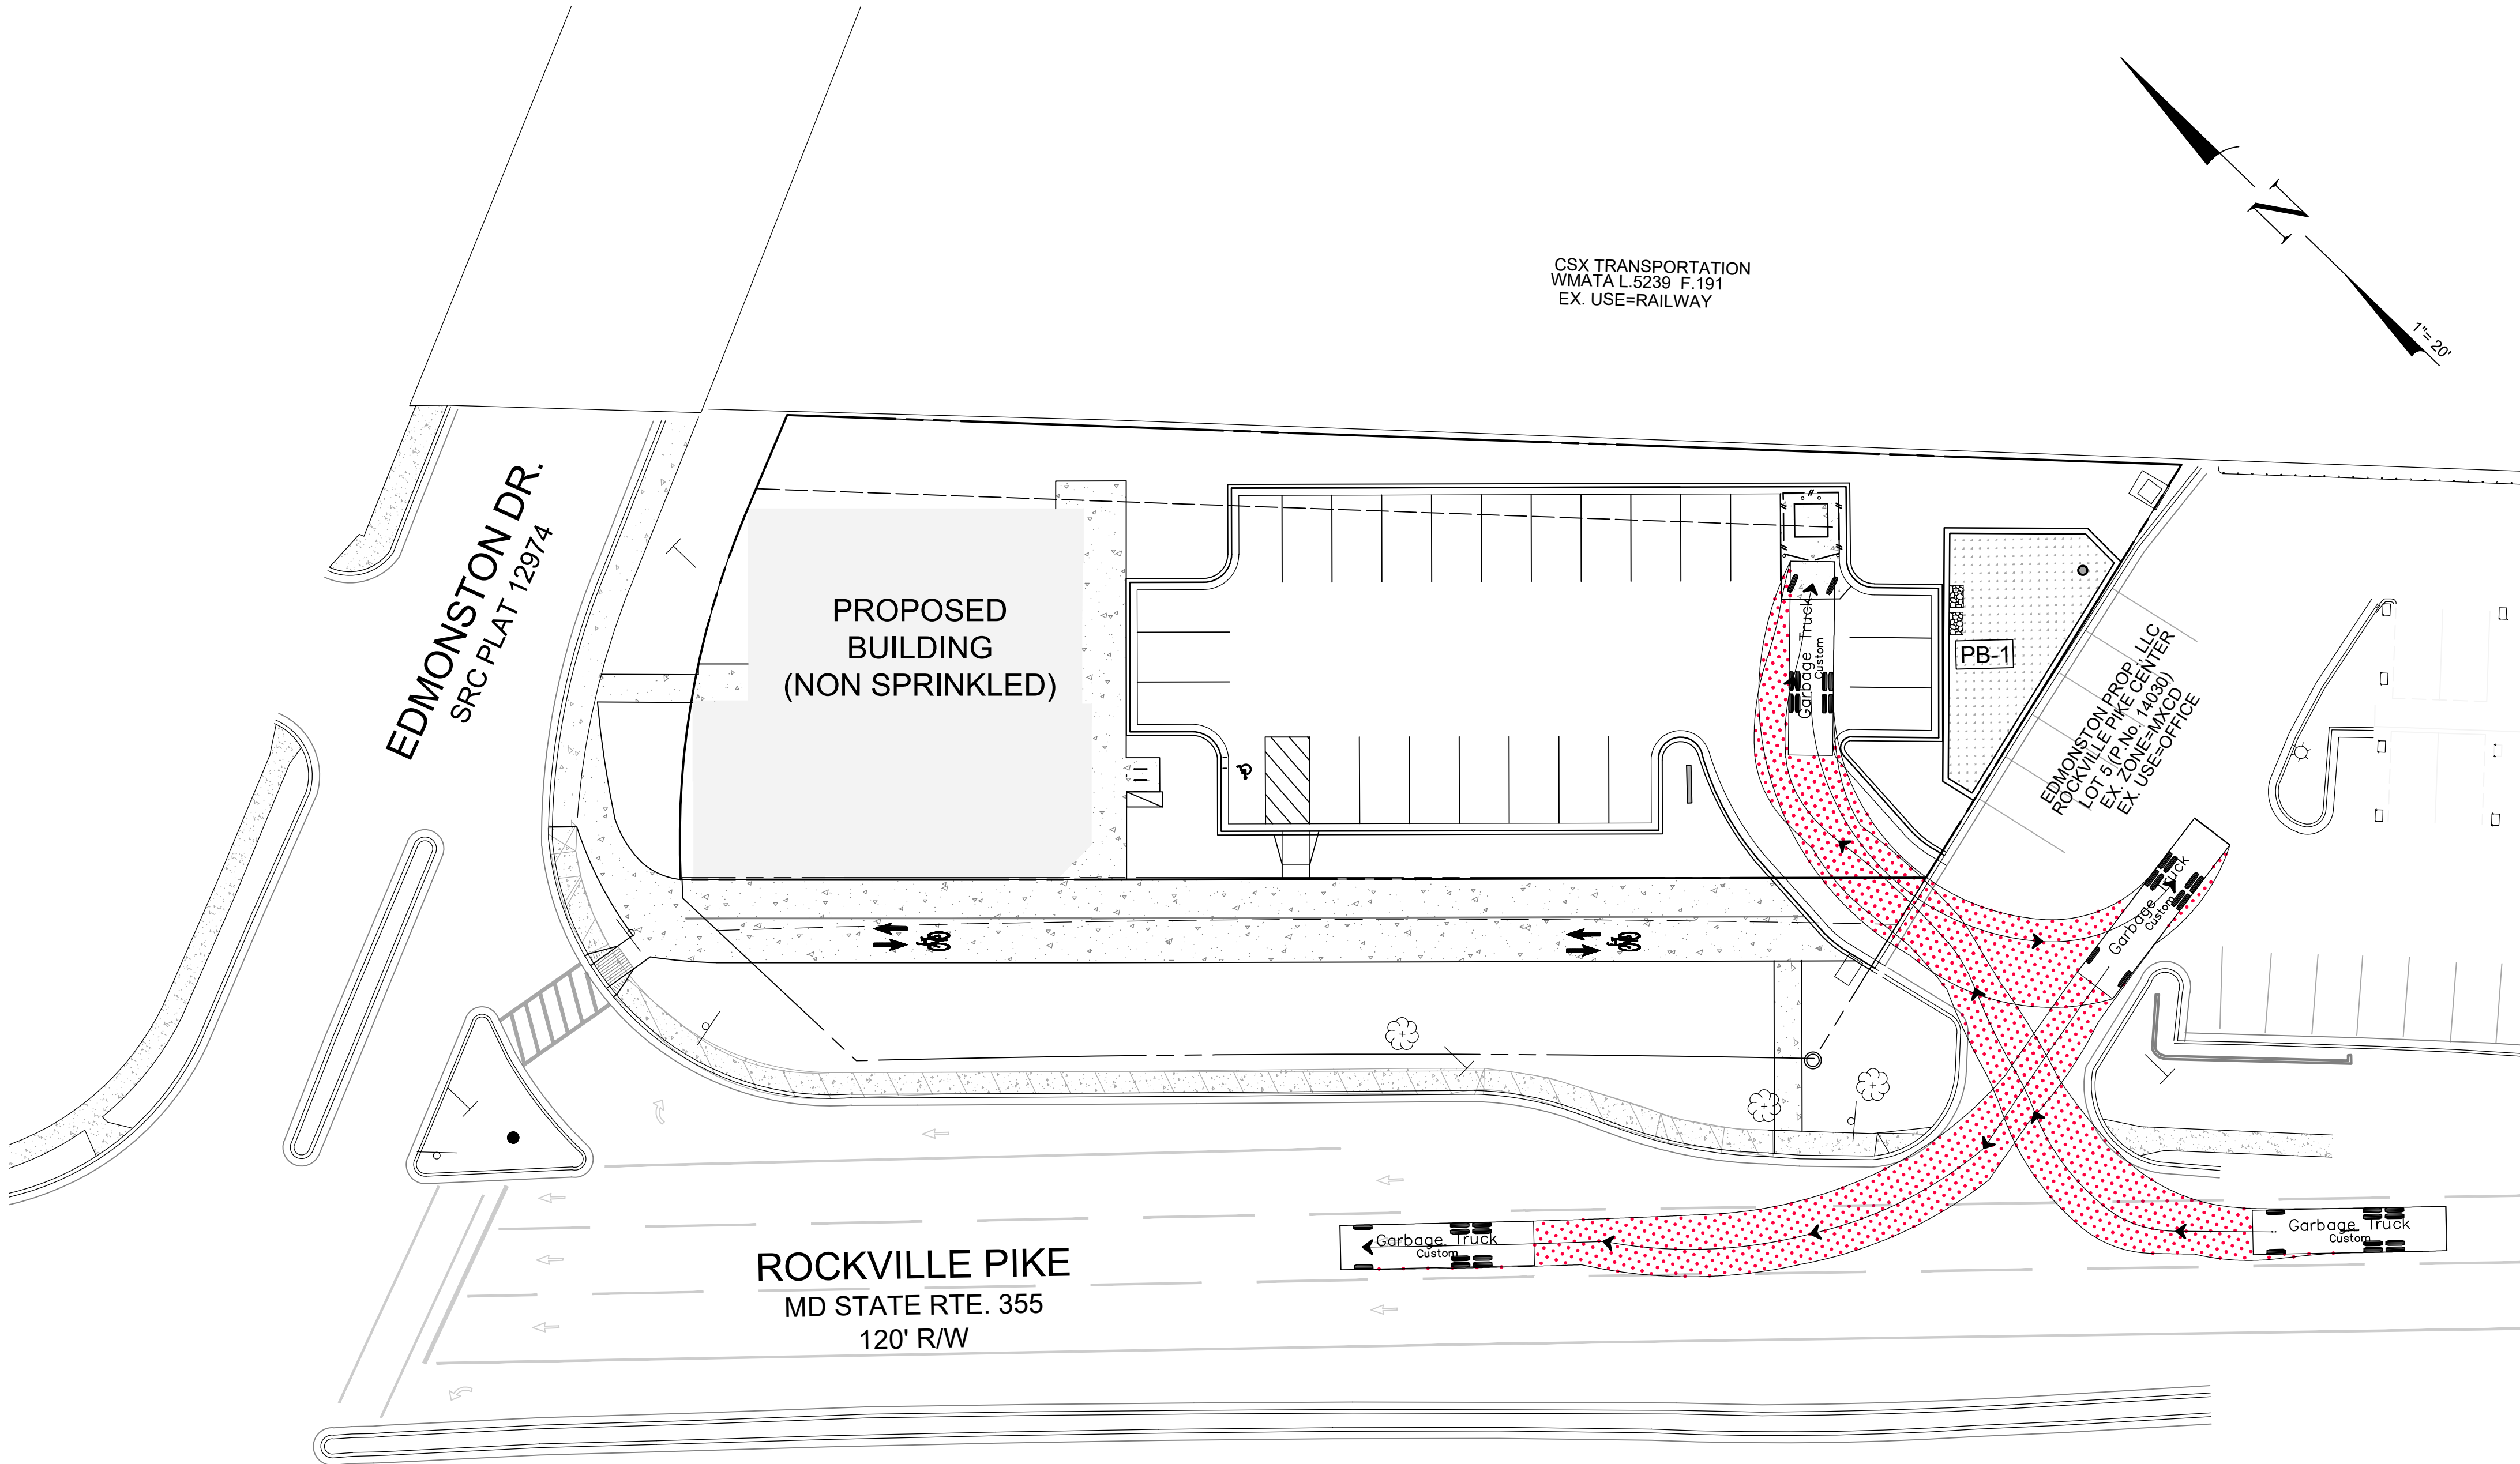 CSX TRANSPORTATION
WMATA L.5239 F.191
EX. USE=RAILWAY
N
1"= 20'
EDMONSTON DR.
SRC PLAT 12974
PROPOSED
BUILDING
(NON SPRINKLED)
Garbage Truck
Custom
PB-1
EDMONSTON PROP., LLC
ROCKVILLE PIKE CENTER
LOT 5 (P.No. 14030)
EX. ZONE=MXCD
EX. USE=OFFICE
Garbage Truck
Custom
Garbage Truck
Custom
Garbage Truck
Custom
ROCKVILLE PIKE
MD STATE RTE. 355
120' R/W